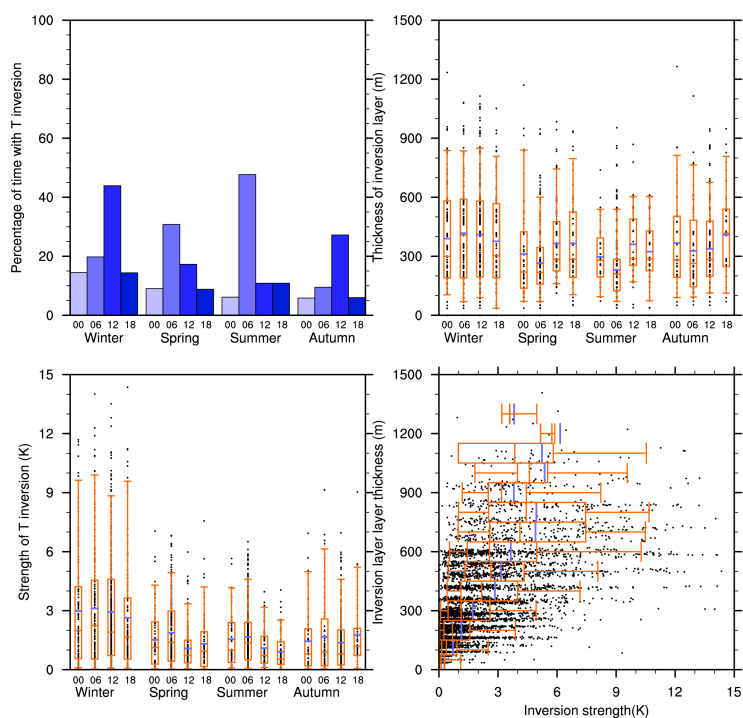 100
80
60
40
20
0
Percentage of time with T inversion
00 06 12 18 00 06 12 18 00 06 12 18 00 06 12 18
Winter Spring Summer Autumn
1500
1200
900
600
300
0
Thickness of inversion layer (m)
00 06 12 18 00 06 12 18 00 06 12 18 00 06 12 18
Winter Spring Summer Autumn
15
12
9
6
3
0
Strength of T inversion (K)
00 06 12 18 00 06 12 18 00 06 12 18 00 06 12 18
Winter Spring Summer Autumn
1500
1200
900
600
300
0
Inversion layer layer thickness (m)
0 3 6 9 12 15
Inversion strength(K)